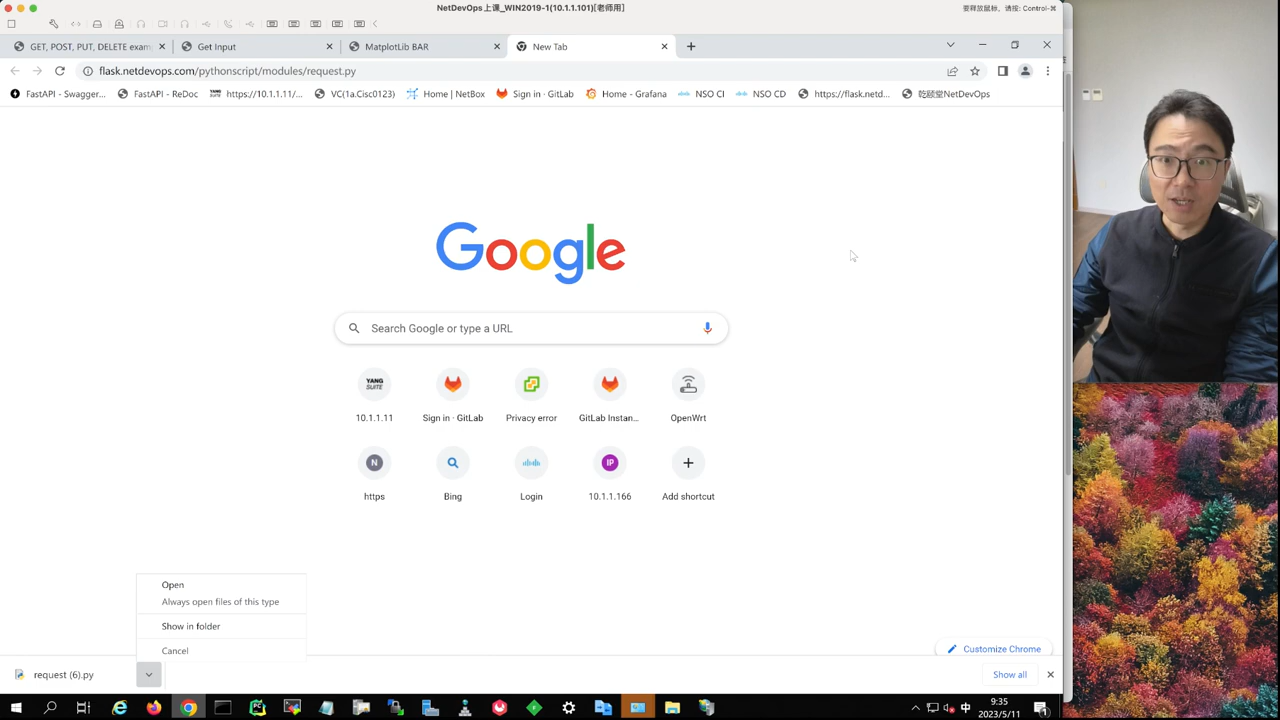 NetDevOps上课_WIN2019-1(10.1.1.101)[老师用]
要释放鼠标，请按: Control-⌘
GET, POST, PUT, DELETE exam
Get Input
MatplotLib BAR
New Tab
flask.netdevops.com/pythonscript/modules/request.py
FastAPI - Swagger...
FastAPI - ReDoc
https://10.1.1.11/...
VC(1a.Cisco0123)
Home | NetBox
Sign in · GitLab
Home - Grafana
NSO CI
NSO CD
https://flask.netd...
乾颐堂NetDevOps
Google
Search Google or type a URL
YANG SUITE
10.1.1.11
Sign in · GitLab
Privacy error
GitLab Instan...
OpenWrt
N
IP
https
Bing
Login
10.1.1.166
Add shortcut
Open
Always open files of this type
Show in folder
Cancel
Customize Chrome
request (6).py
Show all
中
9:35
2023/5/11
1